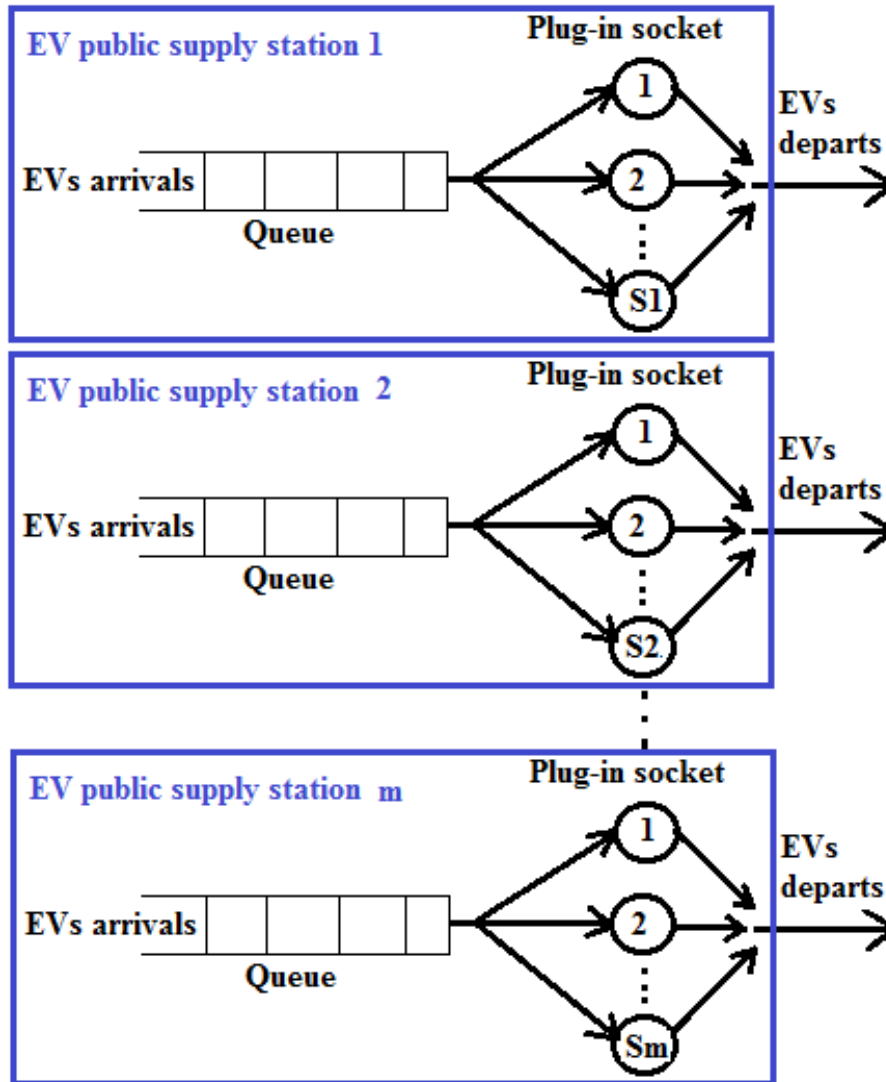 EV public supply station 1
Plug-in socket
1
EVs
departs
EVs arrivals
2
Queue
S1
EV public supply station 2
Plug-in socket
1
EVs
departs
EVs arrivals
2
Queue
S2
EV public supply station m
Plug-in socket
1
EVs
departs
EVs arrivals
2
Queue
Sm